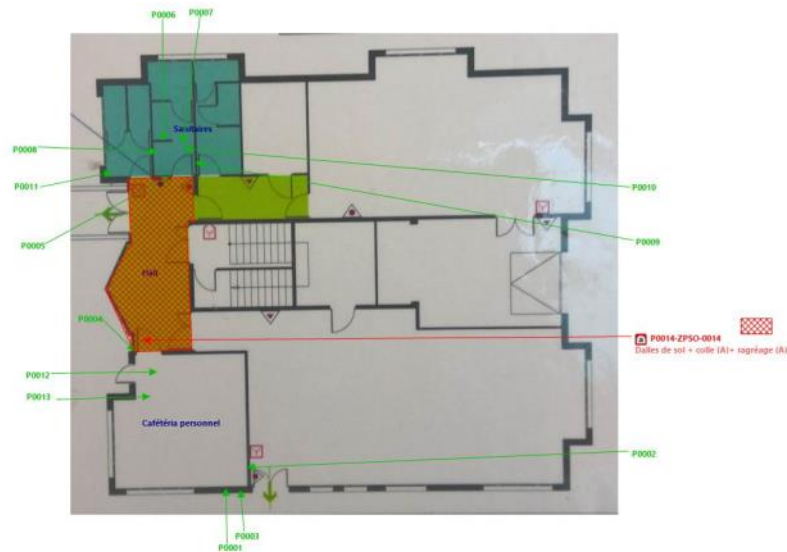 P0006
P0007
Sanitaires
P0008
P0011
P0010
P0005
P0009
Hall
P0004
a P0014-ZPSO-0014
Dalles de sol + colle (A)+ ragréage (A)
P0012
P0013
Cafétéria personnel
P0002
P0003
P0001